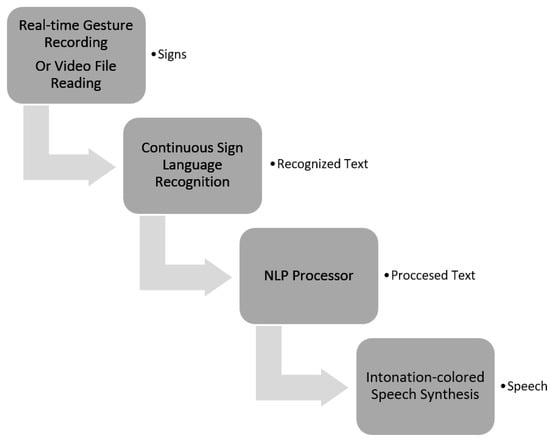 Real-time Gesture
Recording
Or Video File
Reading
•Signs
Continuous Sign
Language
Recognition
•Recognized Text
NLP Processor
•Proccesed Text
Intonation-colored
Speech Synthesis
•Speech